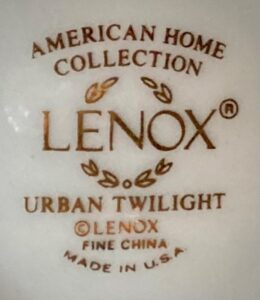 AMERICAN HOME
COLLECTION
LENOX®
URBAN TWILIGHT
©LENOX
FINE CHINA
MADE IN U.S.A.